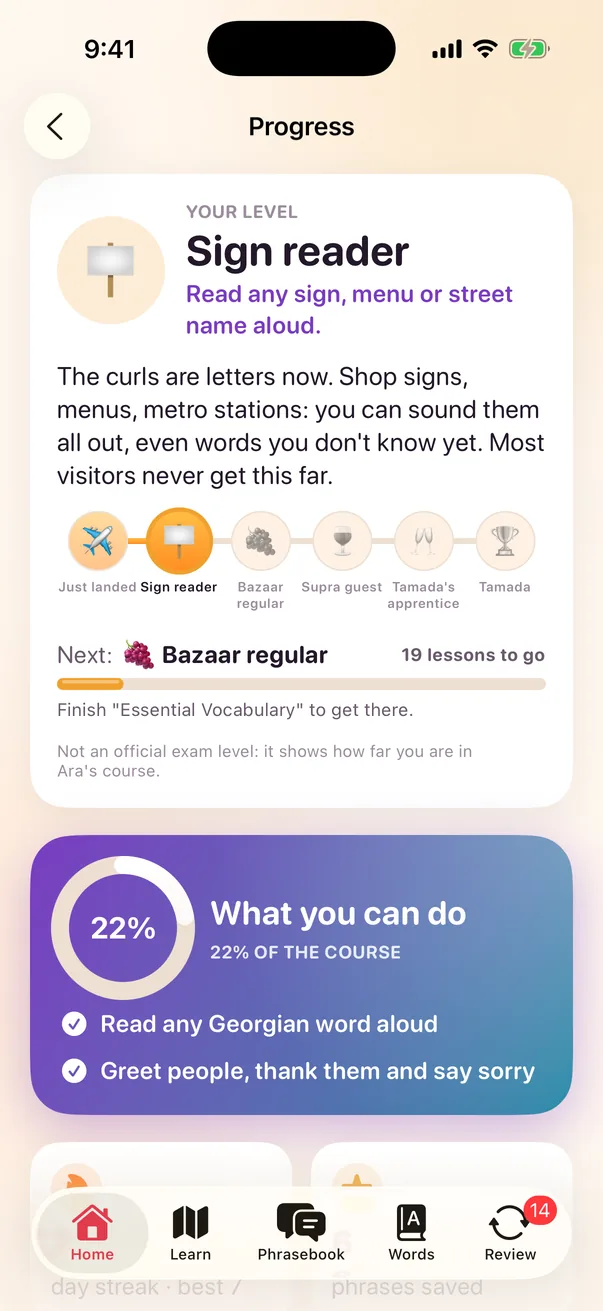 9:41
Progress
YOUR LEVEL
Sign reader
Read any sign, menu or street
name aloud.
The curls are letters now. Shop signs,
menus, metro stations: you can sound them
all out, even words you don't know yet. Most
visitors never get this far.
Just landed
Sign reader
Bazaar
regular
Supra guest
Tamada's
apprentice
Tamada
Next: Bazaar regular
19 lessons to go
Finish "Essential Vocabulary" to get there.
Not an official exam level: it shows how far you are in
Ara's course.
22%
What you can do
22% OF THE COURSE
Read any Georgian word aloud
Greet people, thank them and say sorry
Home
Learn
Phrasebook
A
Words
14
Review
day streak · best 7
phrases saved